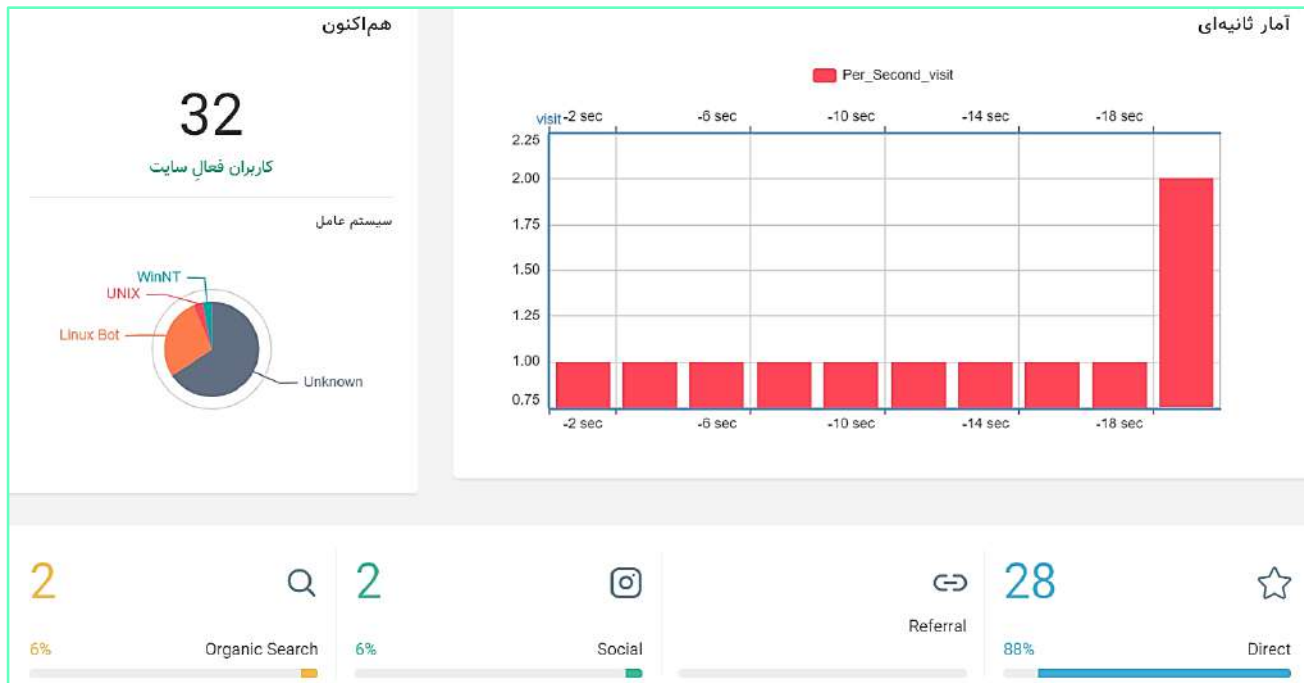 هم‌اکنون
32
کاربران فعالِ سایت
سیستم عامل
WinNT
UNIX
Linux Bot
Unknown
آمار ثانیه‌ای
Per_Second_visit
visit
-2 sec -6 sec -10 sec -14 sec -18 sec
2.25
2.00
1.75
1.50
1.25
1.00
0.75
-2 sec -6 sec -10 sec -14 sec -18 sec
2
6% Organic Search
2
6% Social
Referral
28
88% Direct